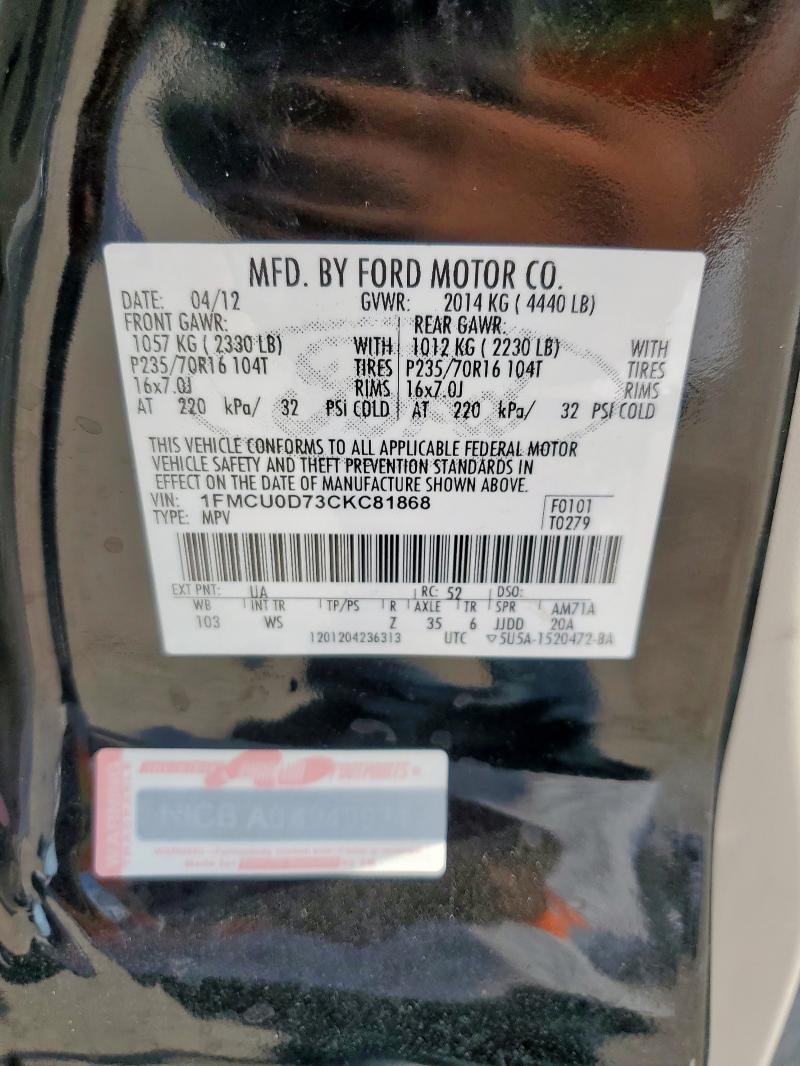 MFD. BY FORD MOTOR CO.
DATE: 04/12 GVWR: 2014 KG ( 4440 LB)
FRONT GAWR: REAR GAWR:
1057 KG ( 2330 LB) WITH 1012 KG ( 2230 LB) WITH
P235/70R16 104T TIRES P235/70R16 104T TIRES
16x7.0J RIMS 16x7.0J RIMS
AT 220 kPa/ 32 PSI COLD AT 220 kPa/ 32 PSI COLD
THIS VEHICLE CONFORMS TO ALL APPLICABLE FEDERAL MOTOR
VEHICLE SAFETY AND THEFT PREVENTION STANDARDS IN
EFFECT ON THE DATE OF MANUFACTURE SHOWN ABOVE.
VIN: 1FMCU0D73CKC81868 F0101
TYPE: MPV T0279
EXT PNT: UA RC: 52 DSO:
WB INT TR TP/PS R AXLE TR SPR AM71A
103 WS Z 35 6 JJDD 20A
1201204236313 UTC 5U5A-1520472-BA
FOOTPRINTS
NICB
WARNING